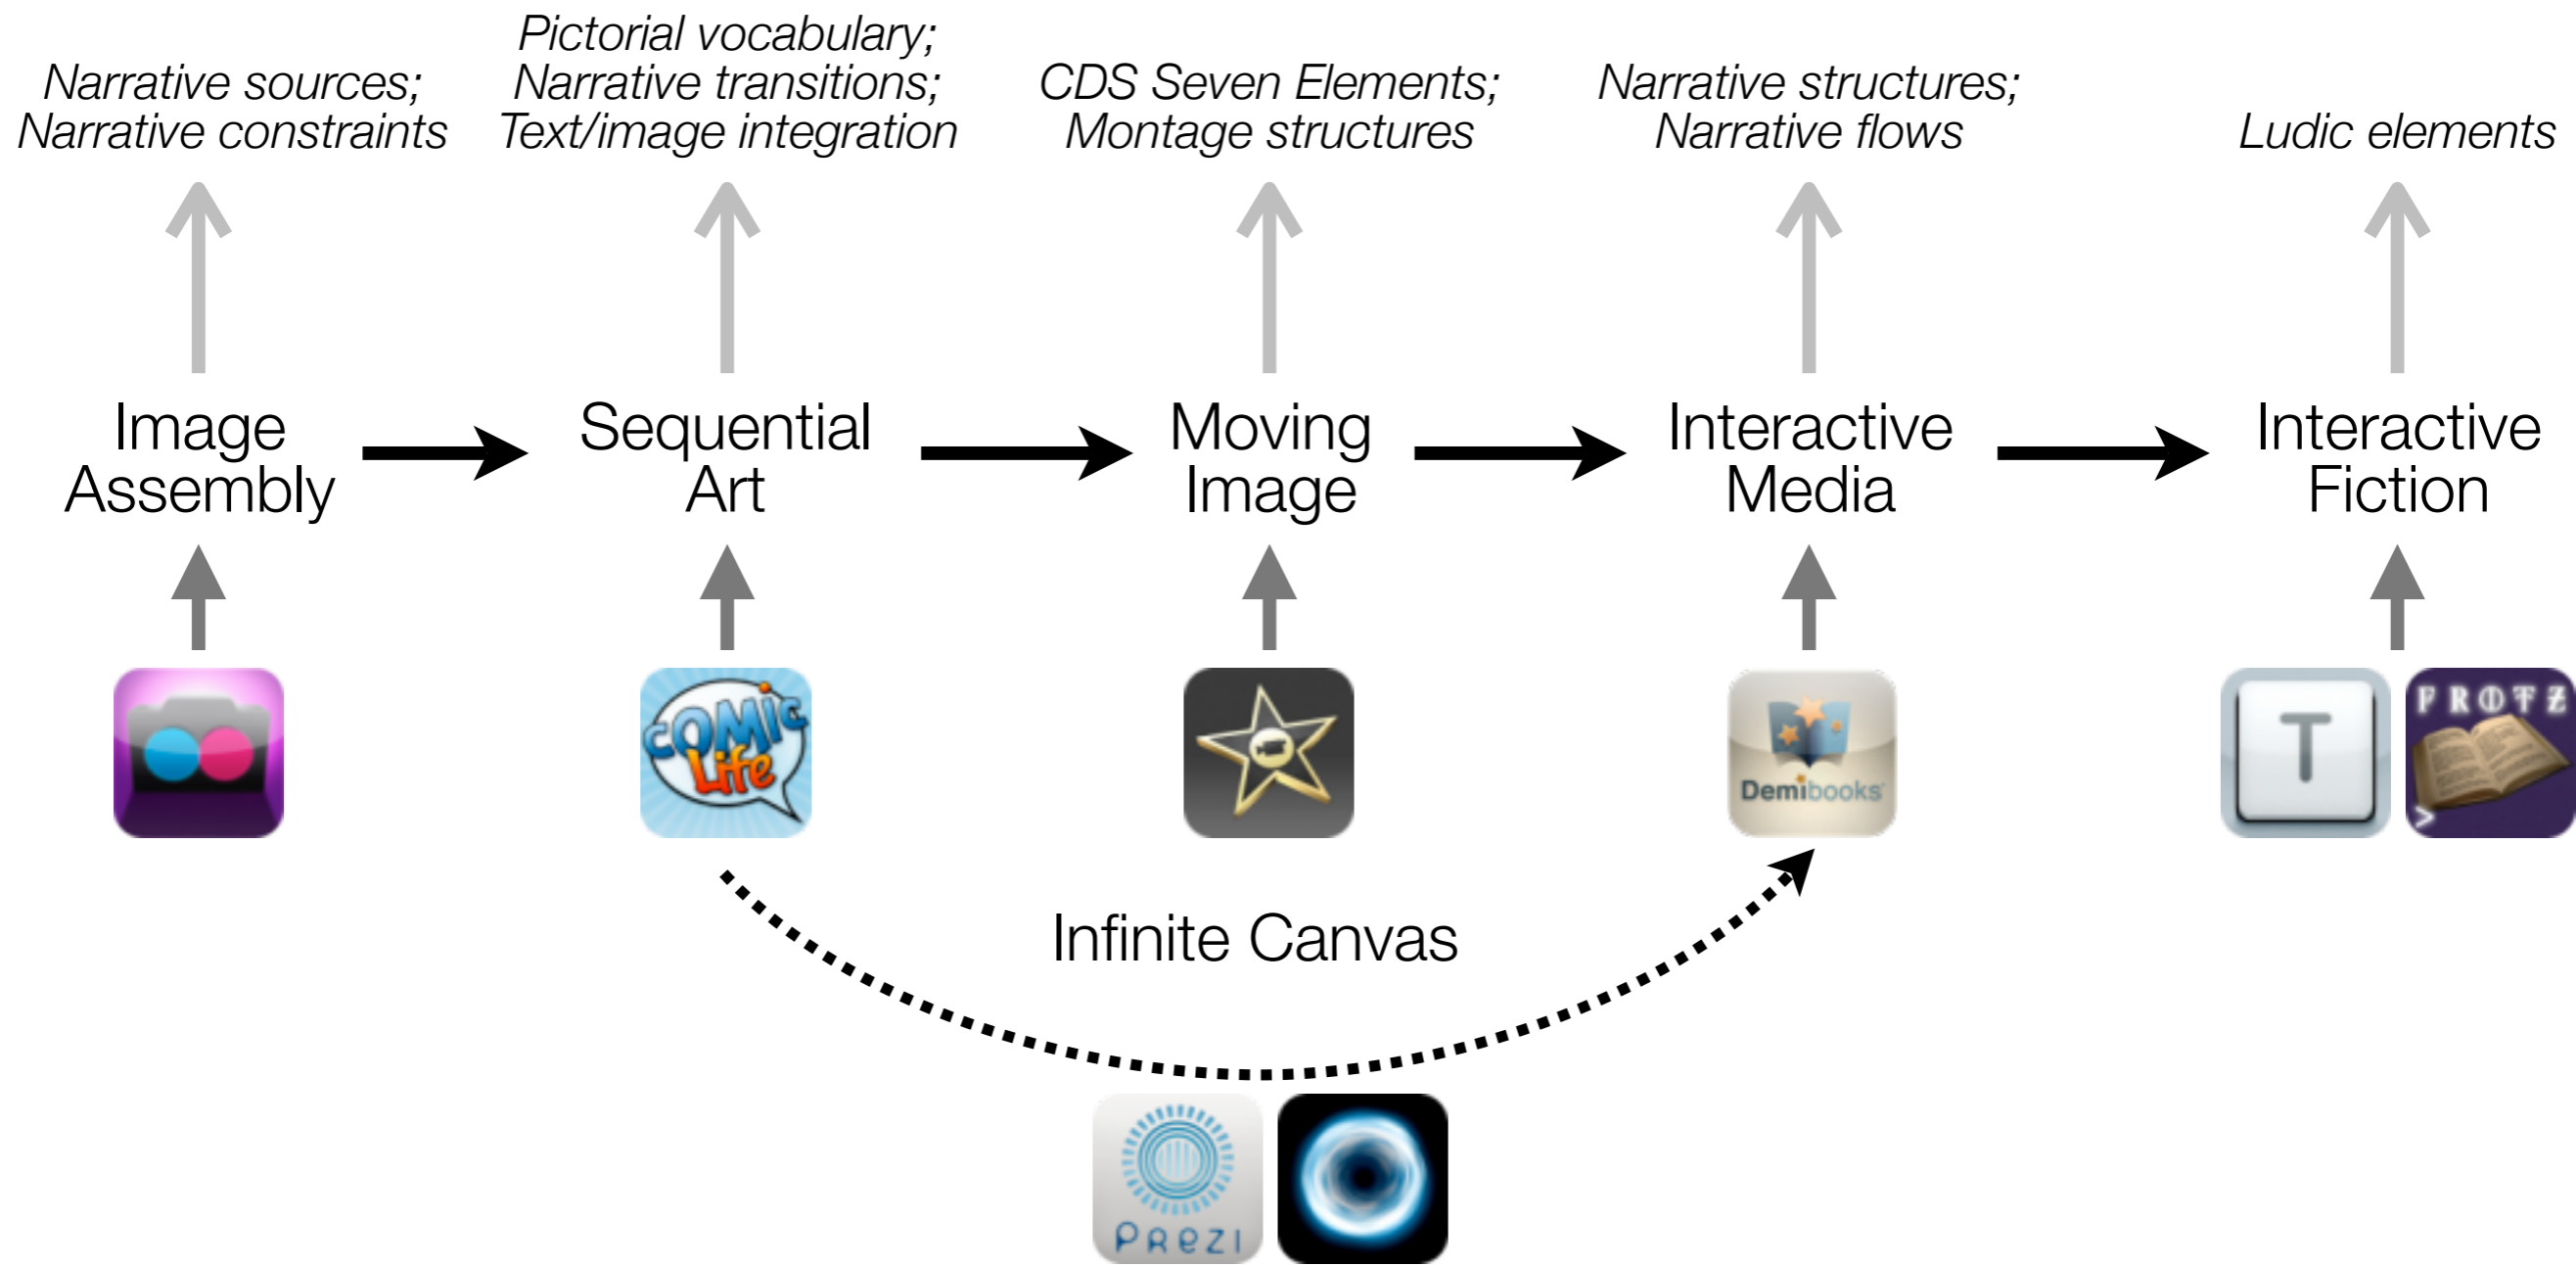 Narrative sources;
Narrative constraints
Pictorial vocabulary;
Narrative transitions;
Text/image integration
CDS Seven Elements;
Montage structures
Narrative structures;
Narrative flows
Ludic elements
Image
Assembly
Sequential
Art
Moving
Image
Interactive
Media
Interactive
Fiction
COMIC
Life
Demibooks
T
FROTZ
>
Infinite Canvas
PREZI